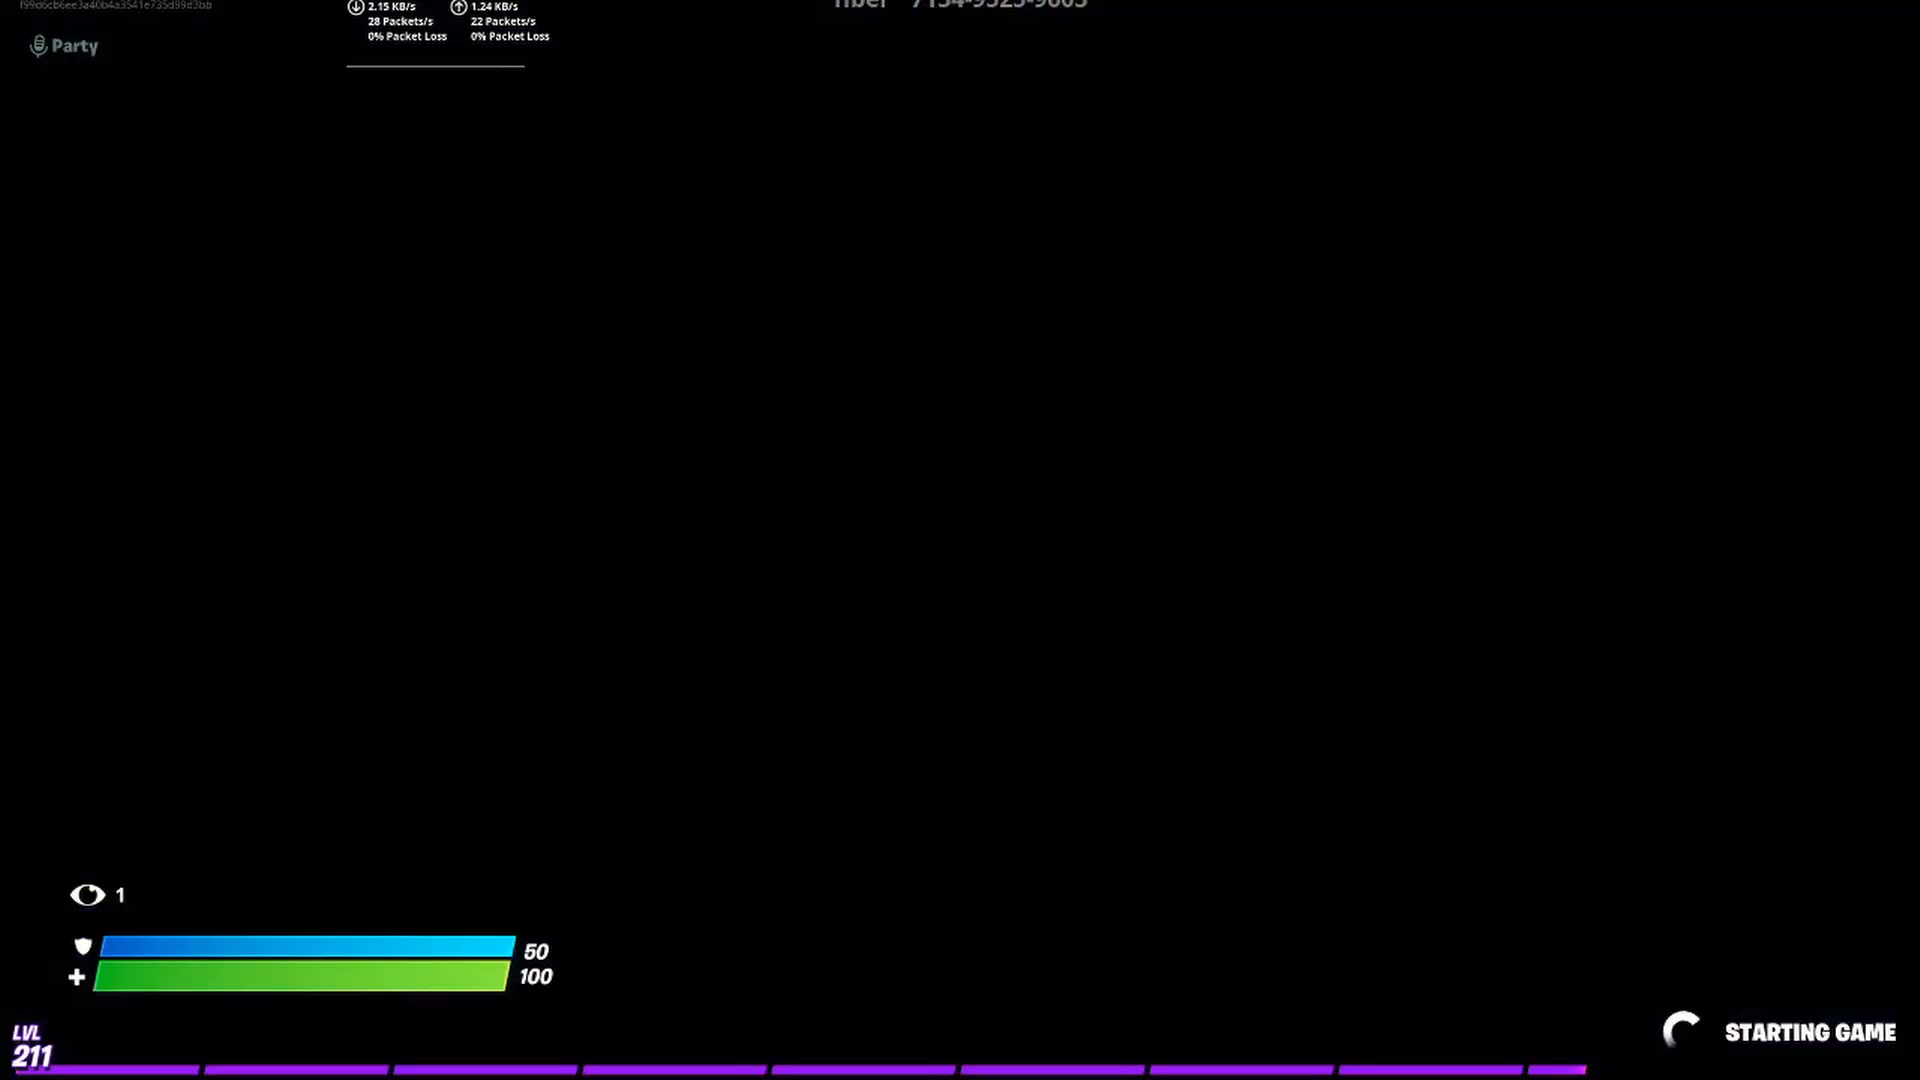 2.15 KB/s 1.24 KB/s
28 Packets/s 22 Packets/s
0% Packet Loss 0% Packet Loss
Party
1
50
100
LVL
211
STARTING GAME